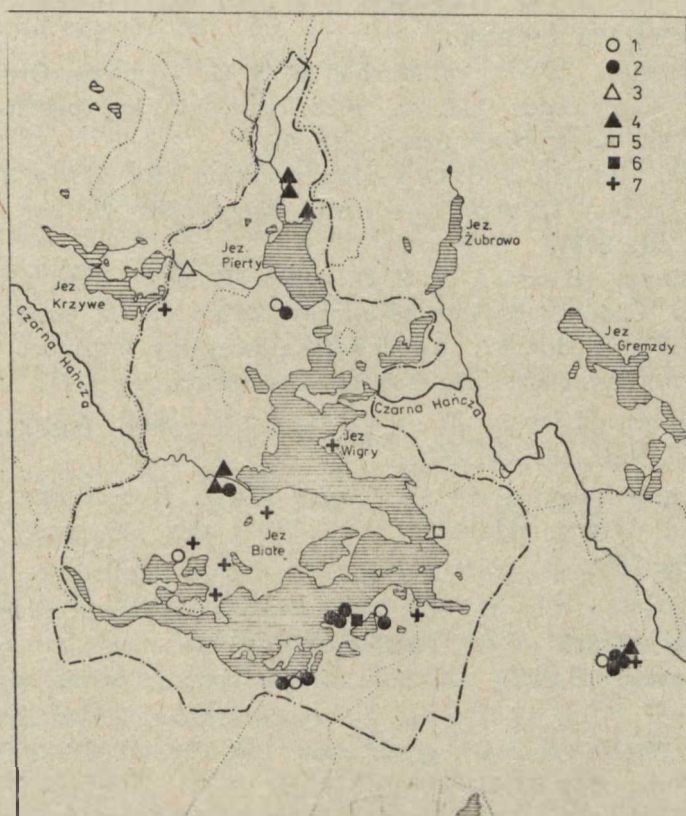 1
2
3
4
5
6
7
Jez.
Żubrowo
Jez.
Pierty
Jez
Krzywe
Jez
Gremzdy
Czarna Hańcza
Czarna Hańcza
Jez
Wigry
Jez
Białe